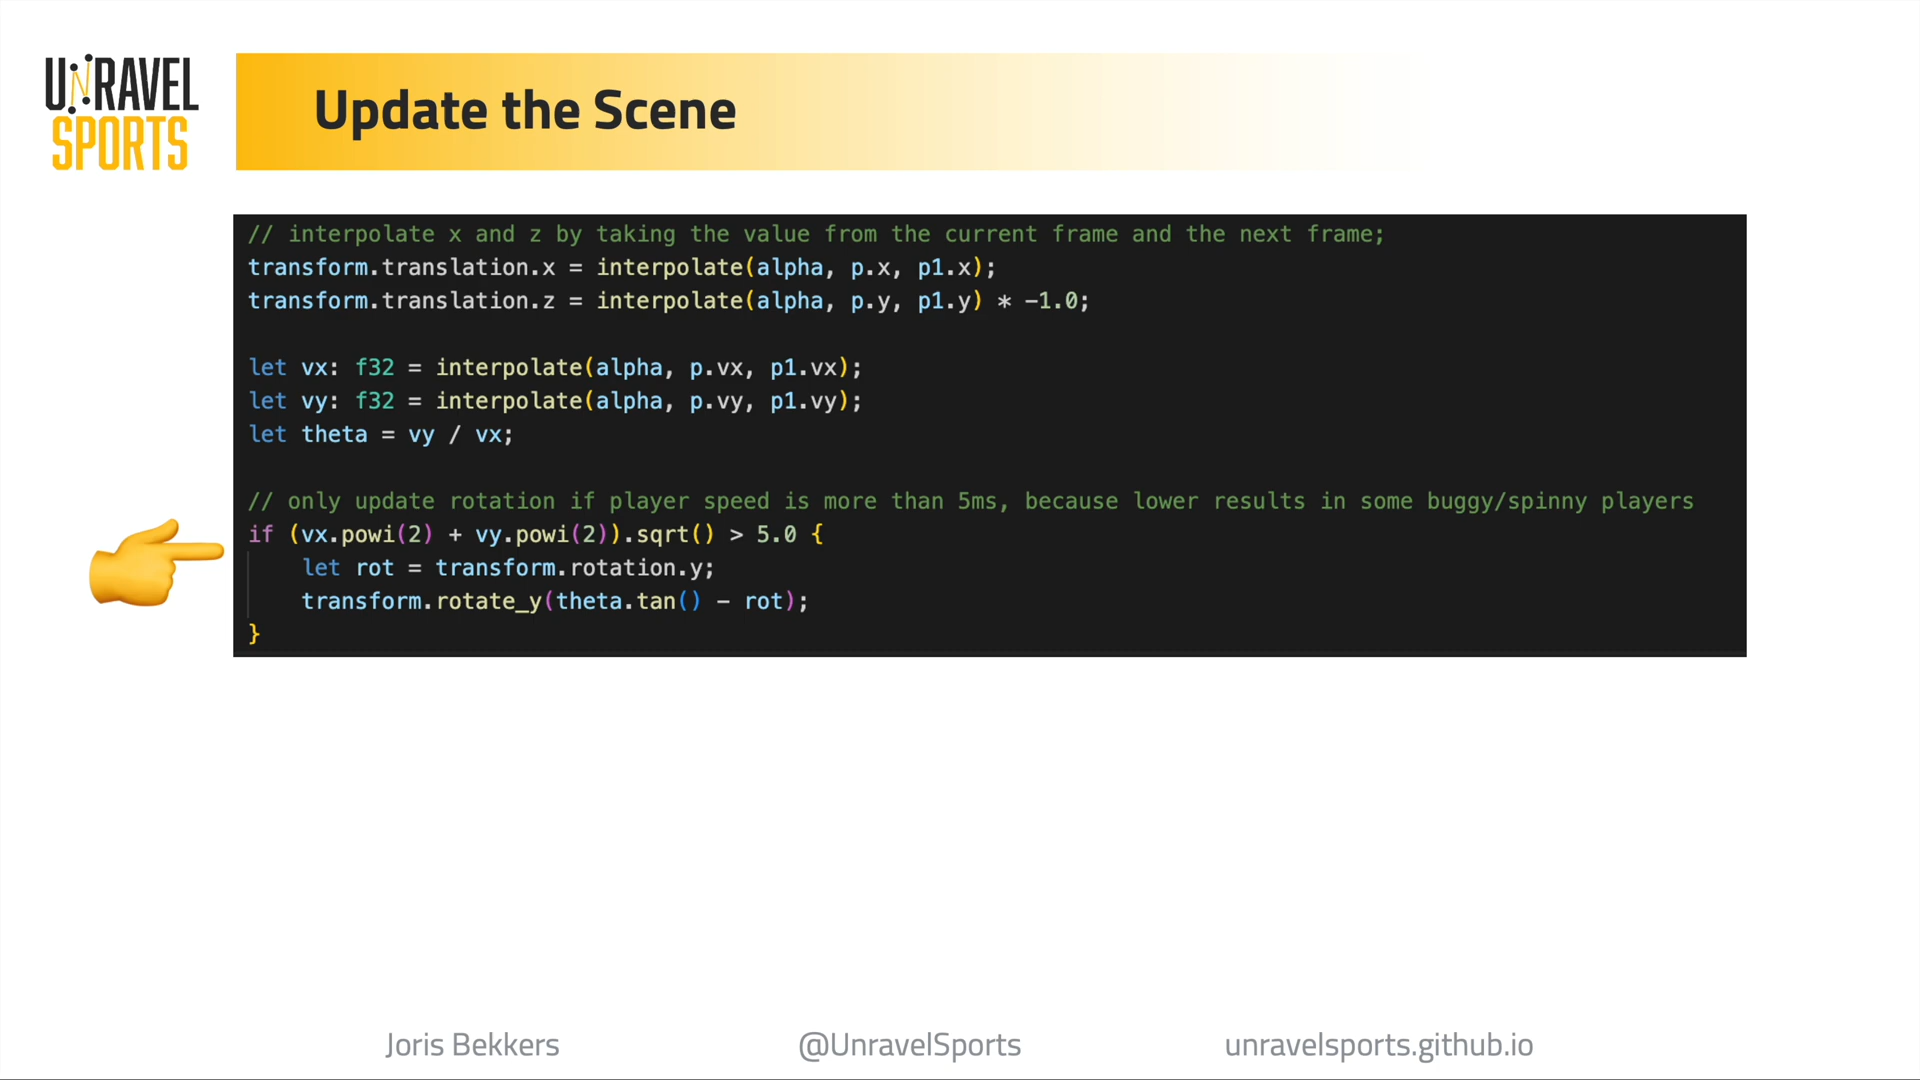 UNRAVEL
SPORTS
Update the Scene
// interpolate x and z by taking the value from the current frame and the next frame;
transform.translation.x = interpolate(alpha, p.x, p1.x);
transform.translation.z = interpolate(alpha, p.y, p1.y) * -1.0;
let vx: f32 = interpolate(alpha, p.vx, p1.vx);
let vy: f32 = interpolate(alpha, p.vy, p1.vy);
let theta = vy / vx;
// only update rotation if player speed is more than 5ms, because lower results in some buggy/spinny players
if (vx.powi(2) + vy.powi(2)).sqrt() > 5.0 {
    let rot = transform.rotation.y;
    transform.rotate_y(theta.tan() - rot);
}
Joris Bekkers
@UnravelSports
unravelsports.github.io